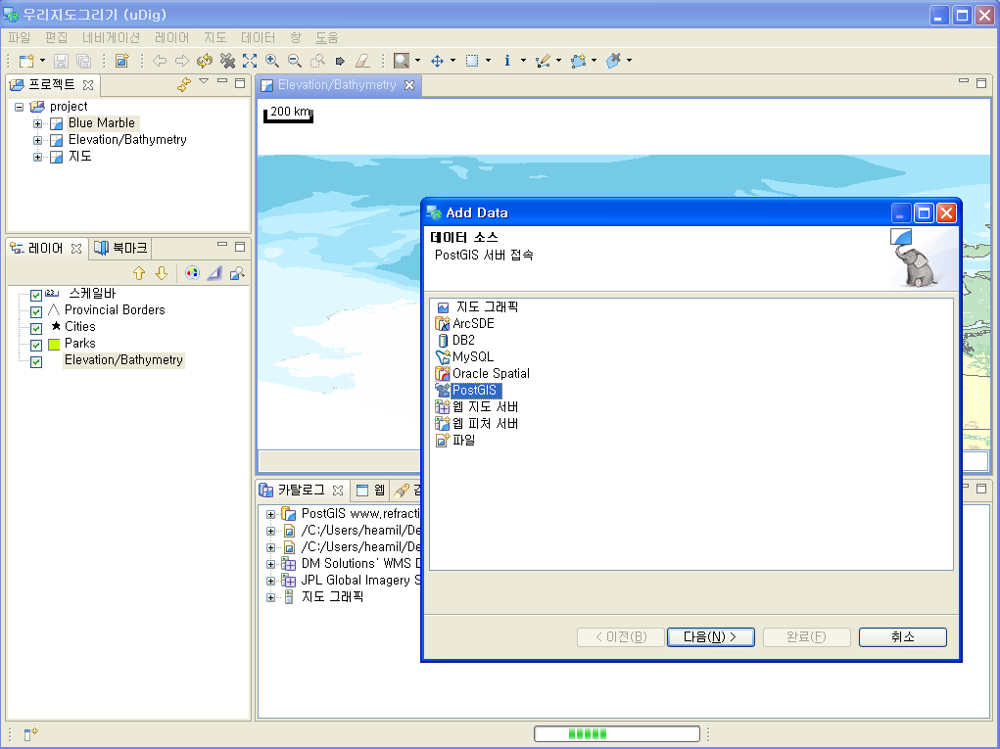 우리지도그리기 (uDig)
파일 편집 네비게이션 레이어 지도 데이터 창 도움
프로젝트
project
Blue Marble
Elevation/Bathymetry
지도
레이어 북마크
스케일바
Provincial Borders
Cities
Parks
Elevation/Bathymetry
Elevation/Bathymetry
200 km
Add Data
데이터 소스
PostGIS 서버 접속
지도 그래픽
ArcSDE
DB2
MySQL
Oracle Spatial
PostGIS
웹 지도 서버
웹 피처 서버
파일
< 이전(B) 다음(N) > 완료(F) 취소
카탈로그 웹
PostGIS www.refracti
/C:/Users/heamil/De
/C:/Users/heamil/De
DM Solutions' WMS D
JPL Global Imagery S
지도 그래픽